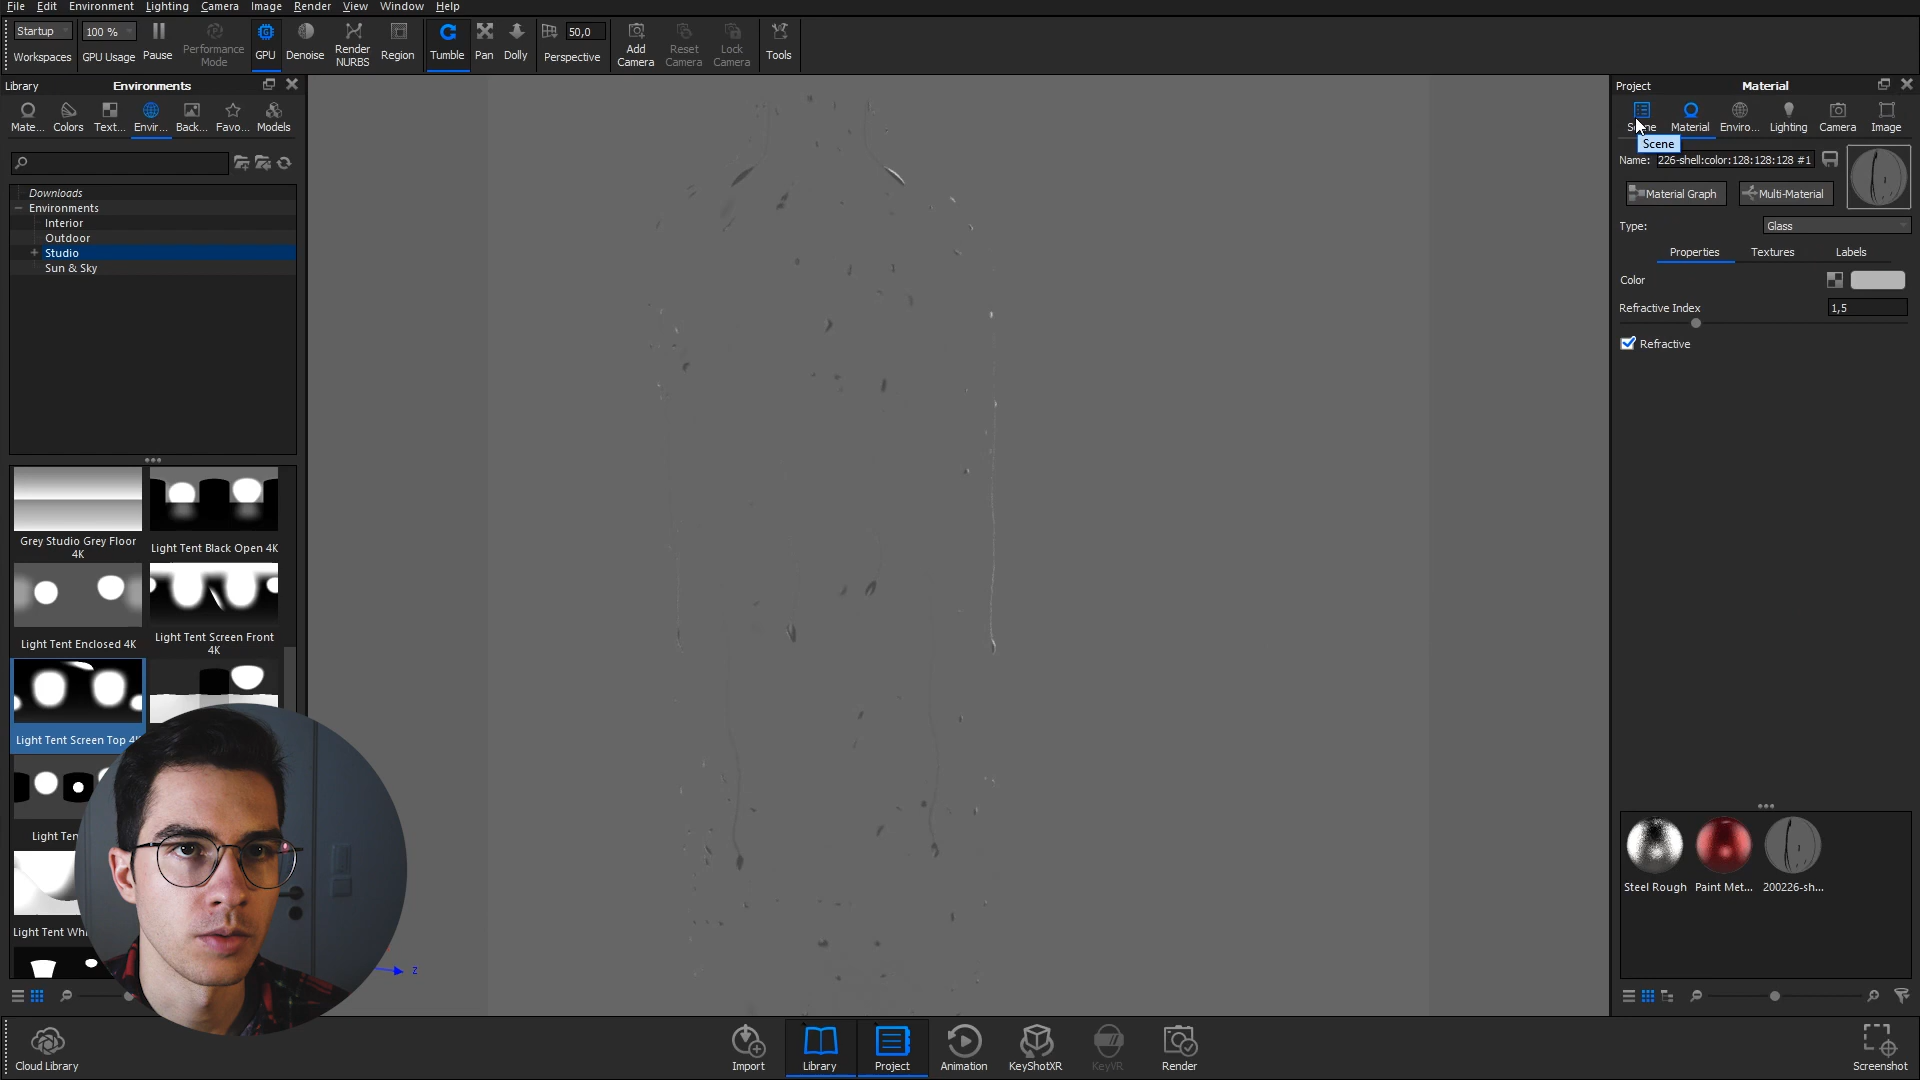 File Edit Environment Lighting Camera Image Render View Window Help
Startup 100 % 50,0
Workspaces GPU Usage Pause Performance Mode GPU Denoise Render NURBS Region Tumble Pan Dolly Perspective Add Camera Reset Camera Lock Camera Tools
Library Environments
Mate... Colors Text... Envir... Back... Favo... Models
Downloads
Environments
Interior
Outdoor
Studio
Sun & Sky
Grey Studio Grey Floor 4K
Light Tent Black Open 4K
Light Tent Enclosed 4K
Light Tent Screen Front 4K
Light Tent Screen Top 4K
Light Ten
Light Tent Whi
z
Project Material
Scene Material Enviro... Lighting Camera Image
Scene
Name: 226-shell:color:128:128:128 #1
Material Graph Multi-Material
Type: Glass
Properties Textures Labels
Color
Refractive Index 1,5
Refractive
Steel Rough Paint Met... 200226-sh...
Cloud Library Import Library Project Animation KeyShotXR KeyVR Render Screenshot